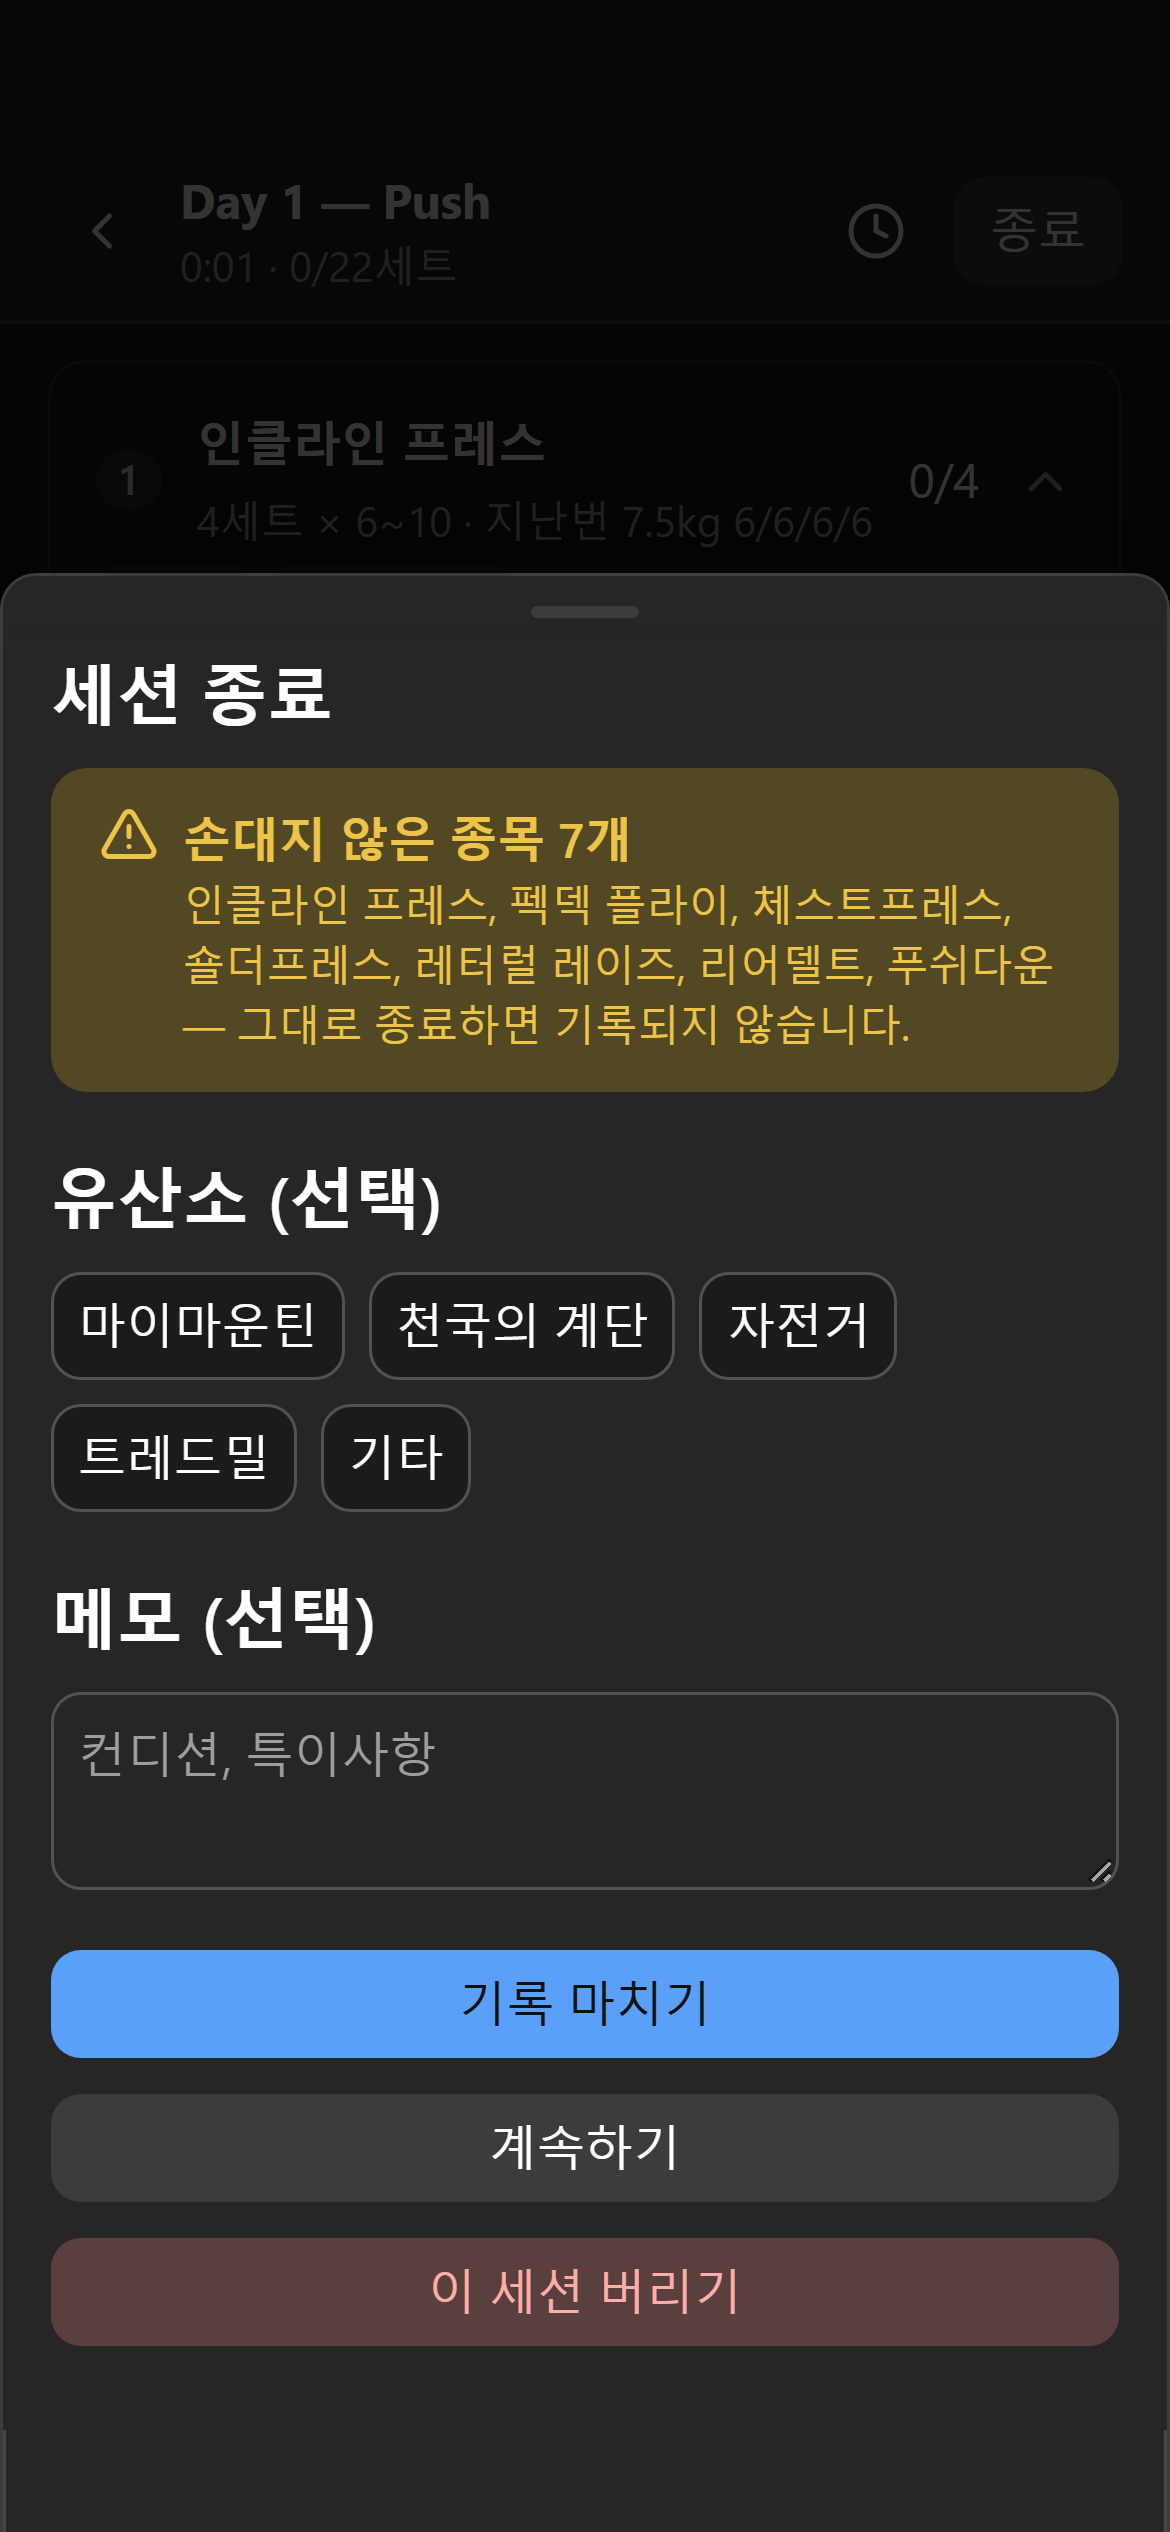 Day 1 — Push
0:01 · 0/22세트
종료
인클라인 프레스
1
4세트 × 6~10 · 지난번 7.5kg 6/6/6/6
0/4
세션 종료
손대지 않은 종목 7개
인클라인 프레스, 펙덱 플라이, 체스트프레스,
숄더프레스, 레터럴 레이즈, 리어델트, 푸쉬다운
— 그대로 종료하면 기록되지 않습니다.
유산소 (선택)
마이마운틴
천국의 계단
자전거
트레드밀
기타
메모 (선택)
컨디션, 특이사항
기록 마치기
계속하기
이 세션 버리기